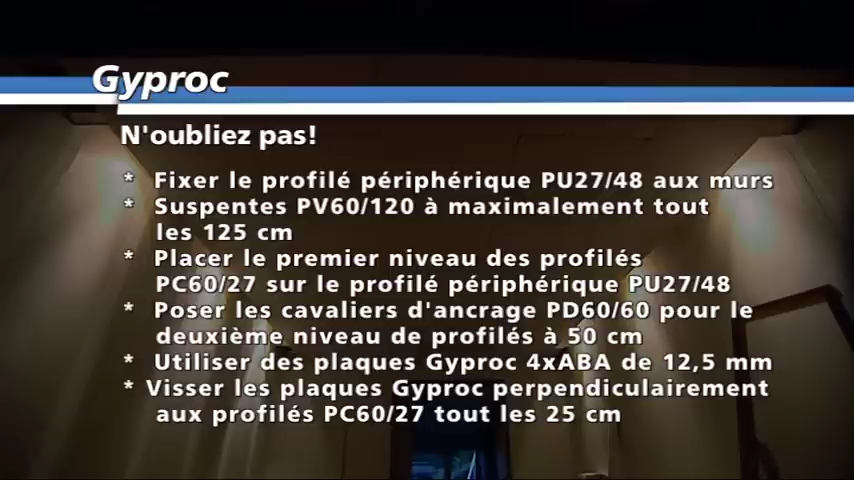 Gyproc
N'oubliez pas!
* Fixer le profilé périphérique PU27/48 aux murs
* Suspentes PV60/120 à maximalement tout
les 125 cm
* Placer le premier niveau des profilés
PC60/27 sur le profilé périphérique PU27/48
* Poser les cavaliers d'ancrage PD60/60 pour le
deuxième niveau de profilés à 50 cm
* Utiliser des plaques Gyproc 4xABA de 12,5 mm
* Visser les plaques Gyproc perpendiculairement
aux profilés PC60/27 tout les 25 cm